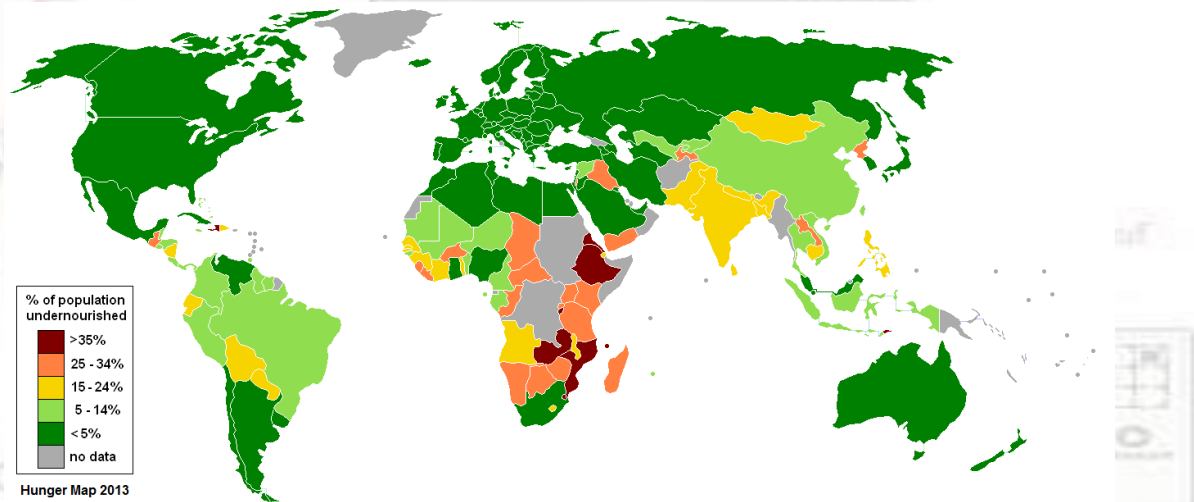 % of population
undernourished
>35%
25 - 34%
15 - 24%
5 - 14%
<5%
no data
Hunger Map 2013